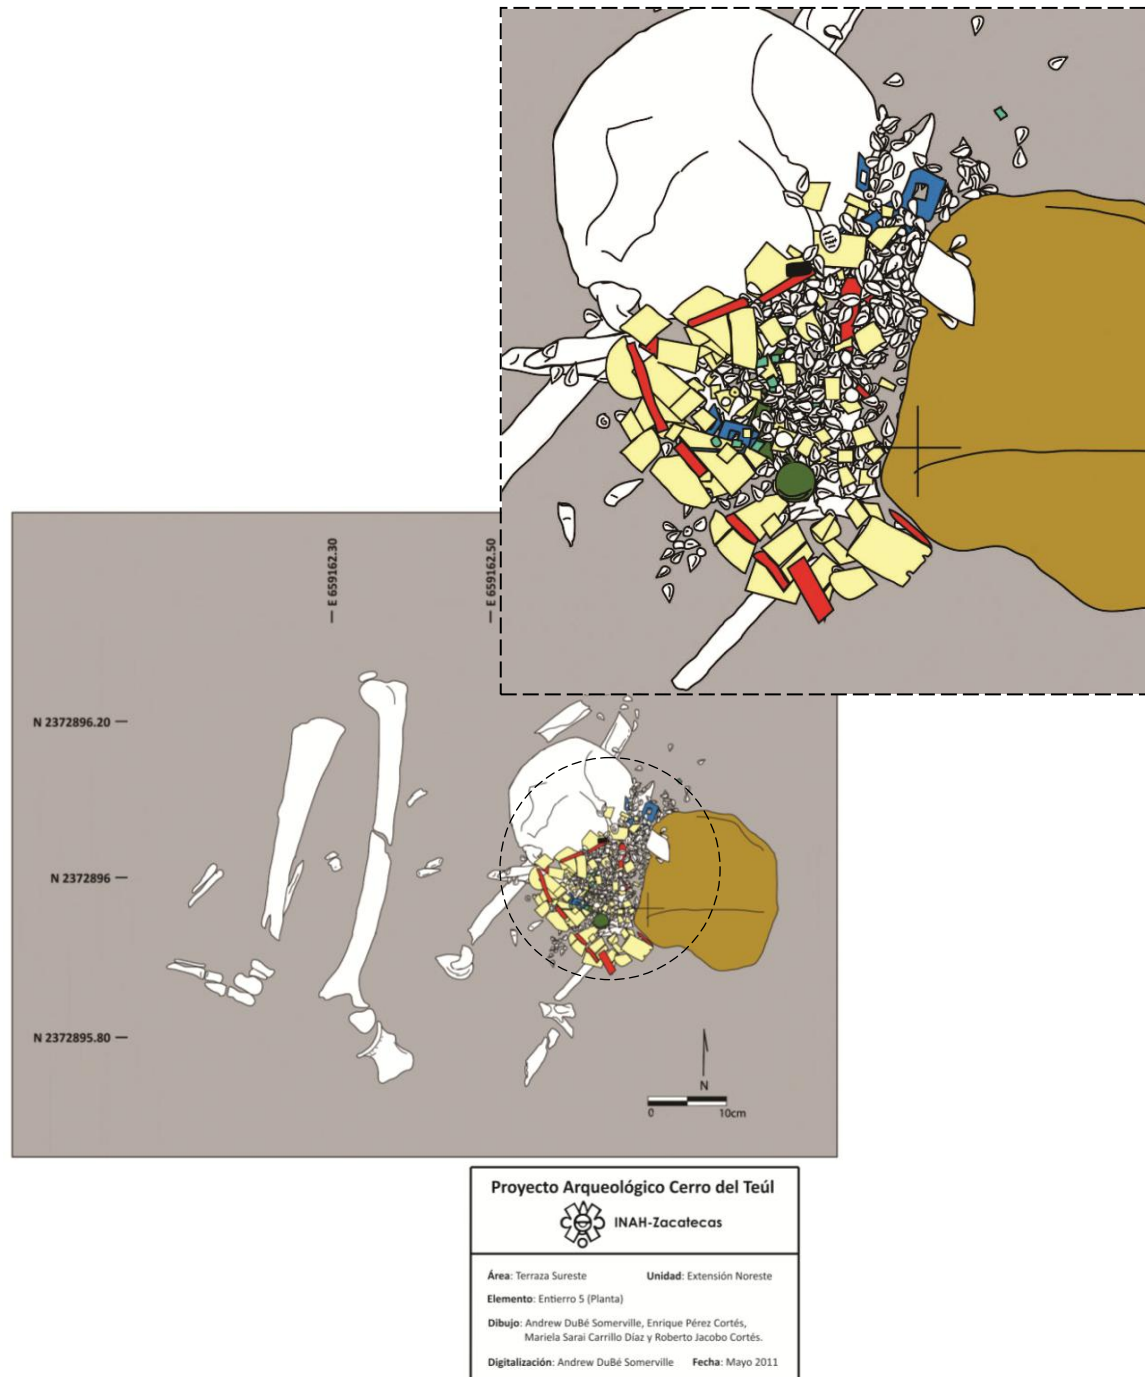 E 659162.30
E 659162.50
N 2372896.20
N 2372896
N 2372895.80
N
0 10cm
Proyecto Arqueológico Cerro del Teúl
INAH-Zacatecas
Área: Terraza Sureste Unidad: Extensión Noreste
Elemento: Entierro 5 (Planta)
Dibujo: Andrew DuBé Somerville, Enrique Pérez Cortés,
Mariela Sarai Carrillo Díaz y Roberto Jacobo Cortés.
Digitalización: Andrew DuBé Somerville Fecha: Mayo 2011